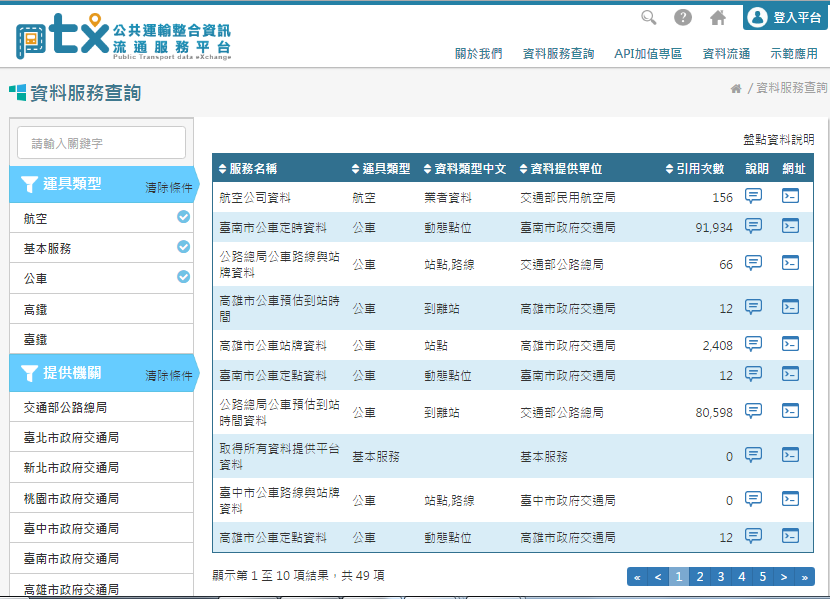 公共運輸整合資訊
流通服務平台
Public Transport data eXchange
登入平台
關於我們 資料服務查詢 API加值專區 資料流通 示範應用
資料服務查詢
/ 資料服務查詢
請輸入關鍵字
運具類型 清除條件
航空
基本服務
公車
高鐵
臺鐵
提供機關 清除條件
交通部公路總局
臺北市政府交通局
新北市政府交通局
桃園市政府交通局
臺中市政府交通局
臺南市政府交通局
高雄市政府交通局
盤點資料說明
服務名稱 運具類型 資料類型中文 資料提供單位 引用次數 說明 網址
航空公司資料 航空 業者資料 交通部民用航空局 156
臺南市公車定時資料 公車 動態點位 臺南市政府交通局 91,934
公路總局公車路線與站
牌資料 公車 站點,路線 交通部公路總局 66
高雄市公車預估到站時
間 公車 到離站 高雄市政府交通局 12
高雄市公車站牌資料 公車 站點 高雄市政府交通局 2,408
臺南市公車定點資料 公車 動態點位 臺南市政府交通局 12
公路總局公車預估到站
時間資料 公車 到離站 交通部公路總局 80,598
取得所有資料提供平台
資料 基本服務 基本服務 0
臺中市公車路線與站牌
資料 公車 站點,路線 臺中市政府交通局 0
高雄市公車定點資料 公車 動態點位 高雄市政府交通局 12
顯示第 1 至 10 項結果，共 49 項
« < 1 2 3 4 5 > »